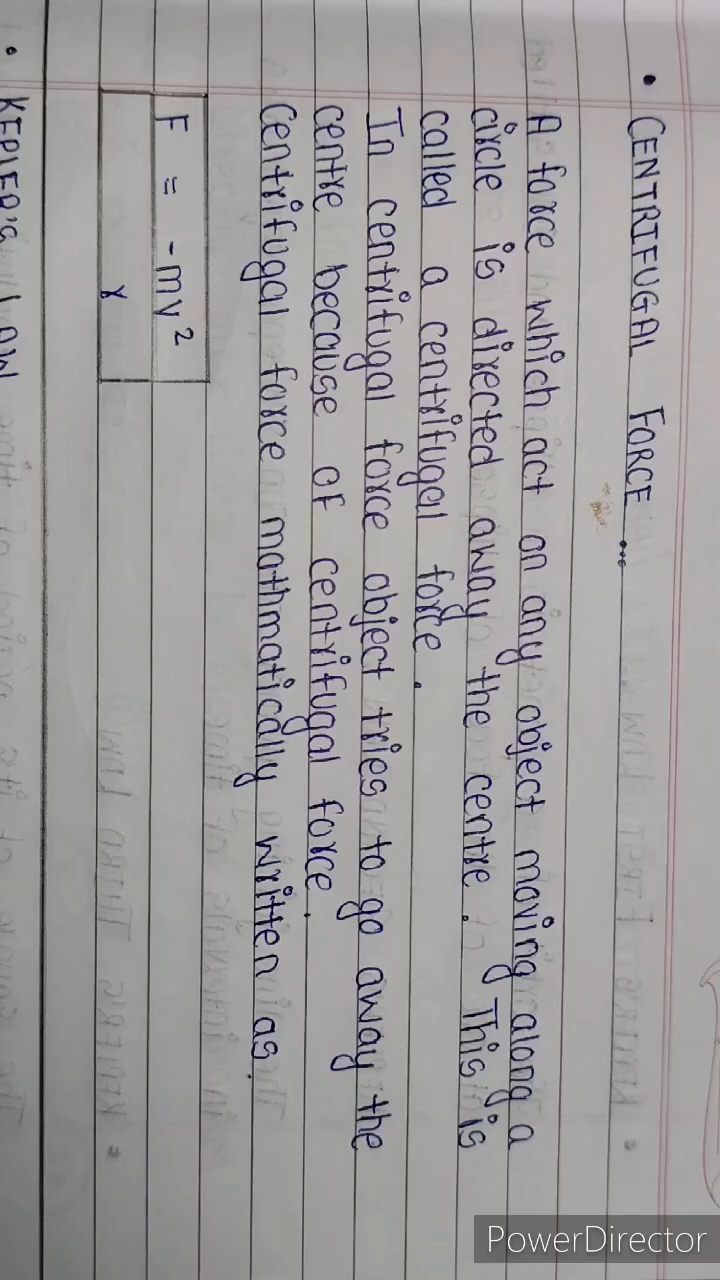 • CENTRIFUGAL FORCE ...
A force which act on any object moving along a
circle is directed away the centre. This is
called a centrifugal force.
In centrifugal force object tries to go away the
centre because of centrifugal force.
Centrifugal force mathmatically written as.
F = -mv²
r
• KEPLER'S LAW
PowerDirector